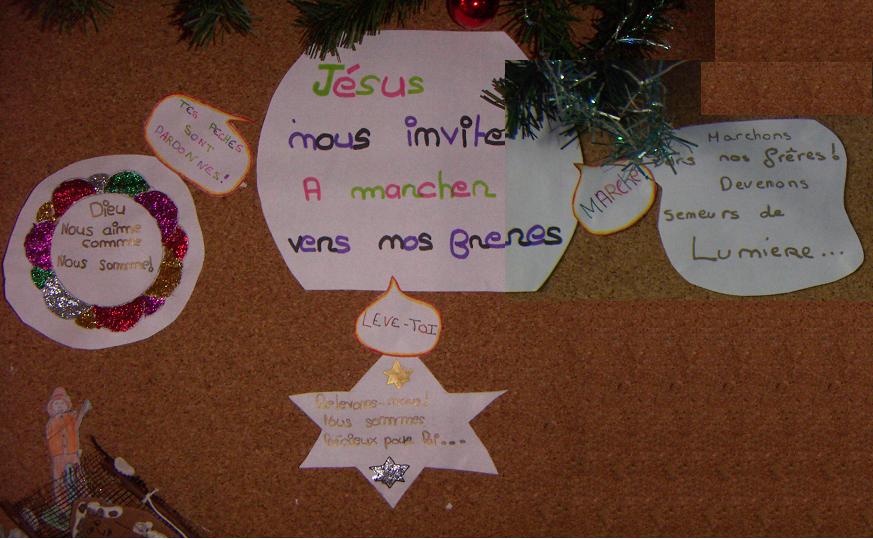 Jésus
nous invite
A marcher
vers nos frères
TES PECHES
SONT
PARDONNES!
Dieu
Nous aime
comme
Nous sommes!
MARCHE
Marchons
vers nos frères!
Devenons
semeurs de
Lumiere...
LEVE-TOI
Relevons-nous!
Nous sommes
Précieux pour Lui...